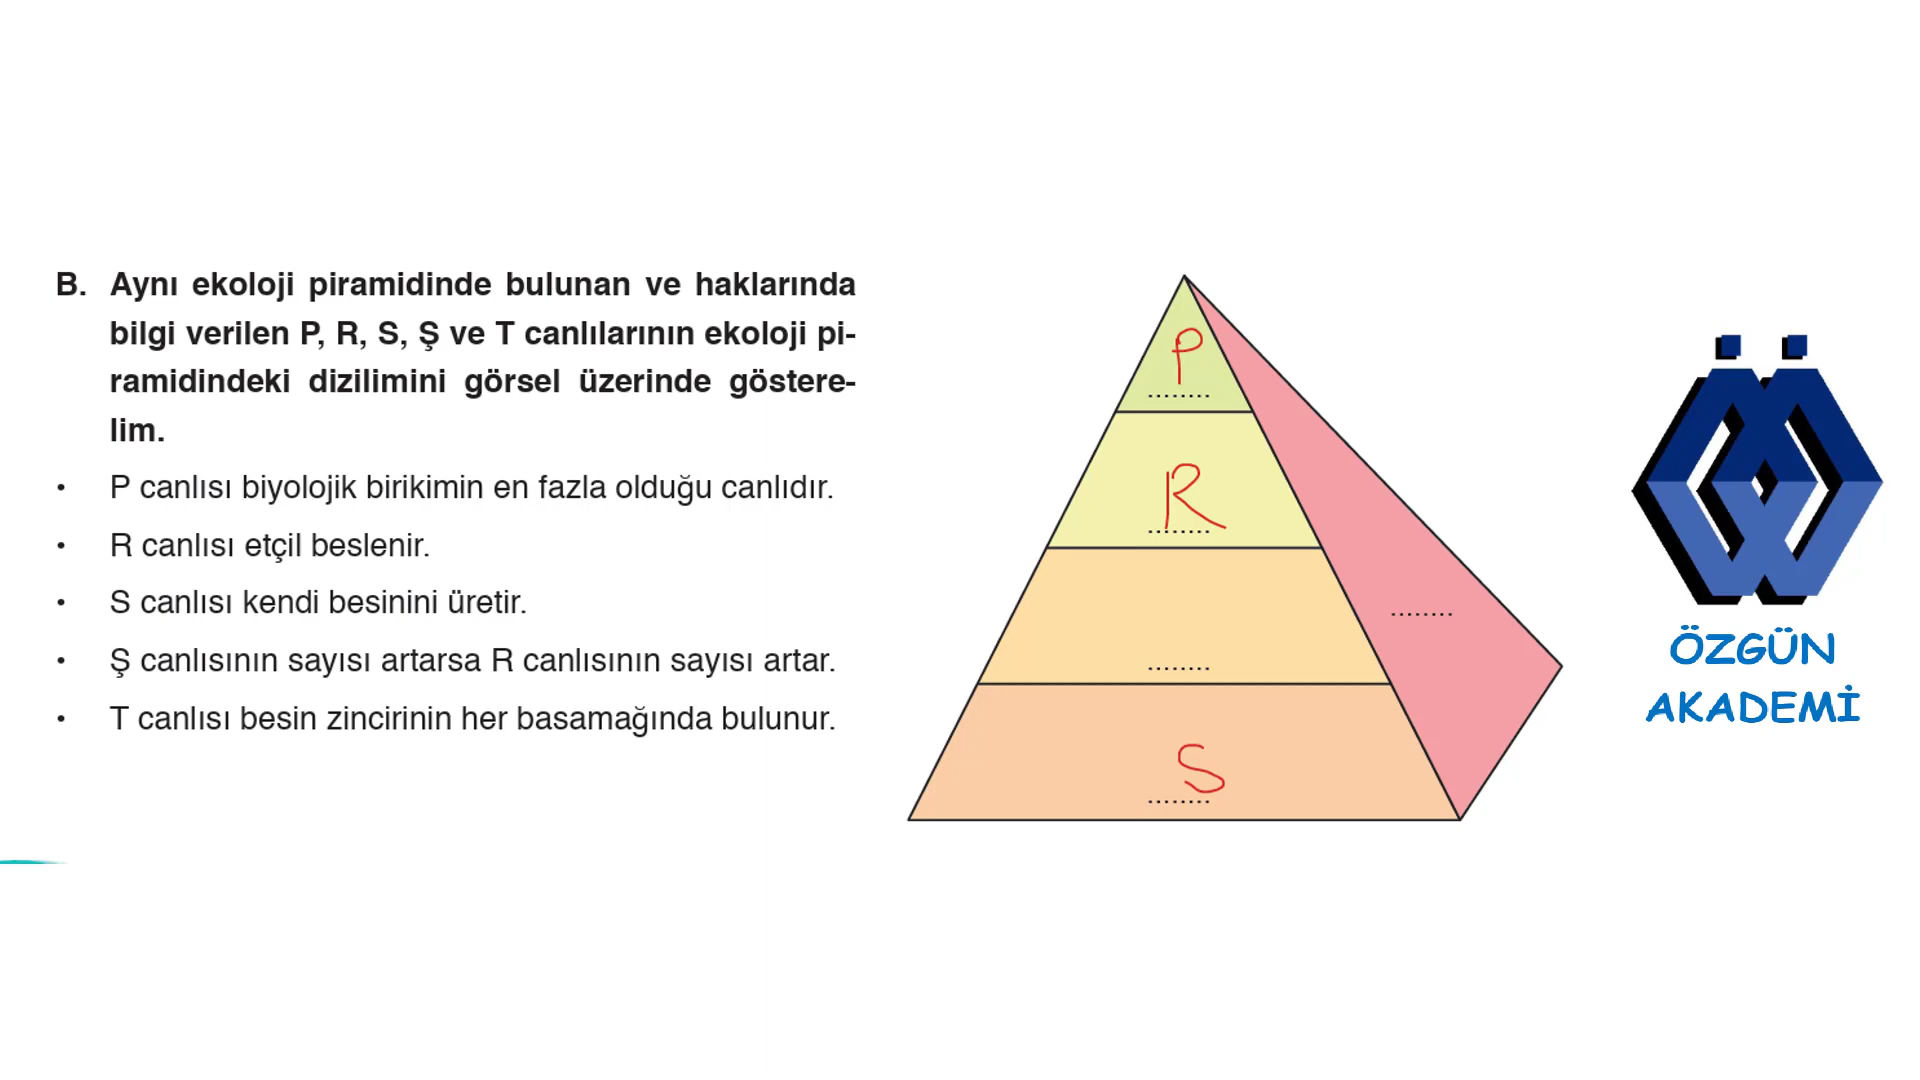 B. Aynı ekoloji piramidinde bulunan ve haklarında
bilgi verilen P, R, S, Ş ve T canlılarının ekoloji pi-
ramidindeki dizilimini görsel üzerinde göstere-
lim.
• P canlısı biyolojik birikimin en fazla olduğu canlıdır.
• R canlısı etçil beslenir.
• S canlısı kendi besinini üretir.
• Ş canlısının sayısı artarsa R canlısının sayısı artar.
• T canlısı besin zincirinin her basamağında bulunur.
P
........
R
........
........
........
S
........
ÖZGÜN
AKADEMİ